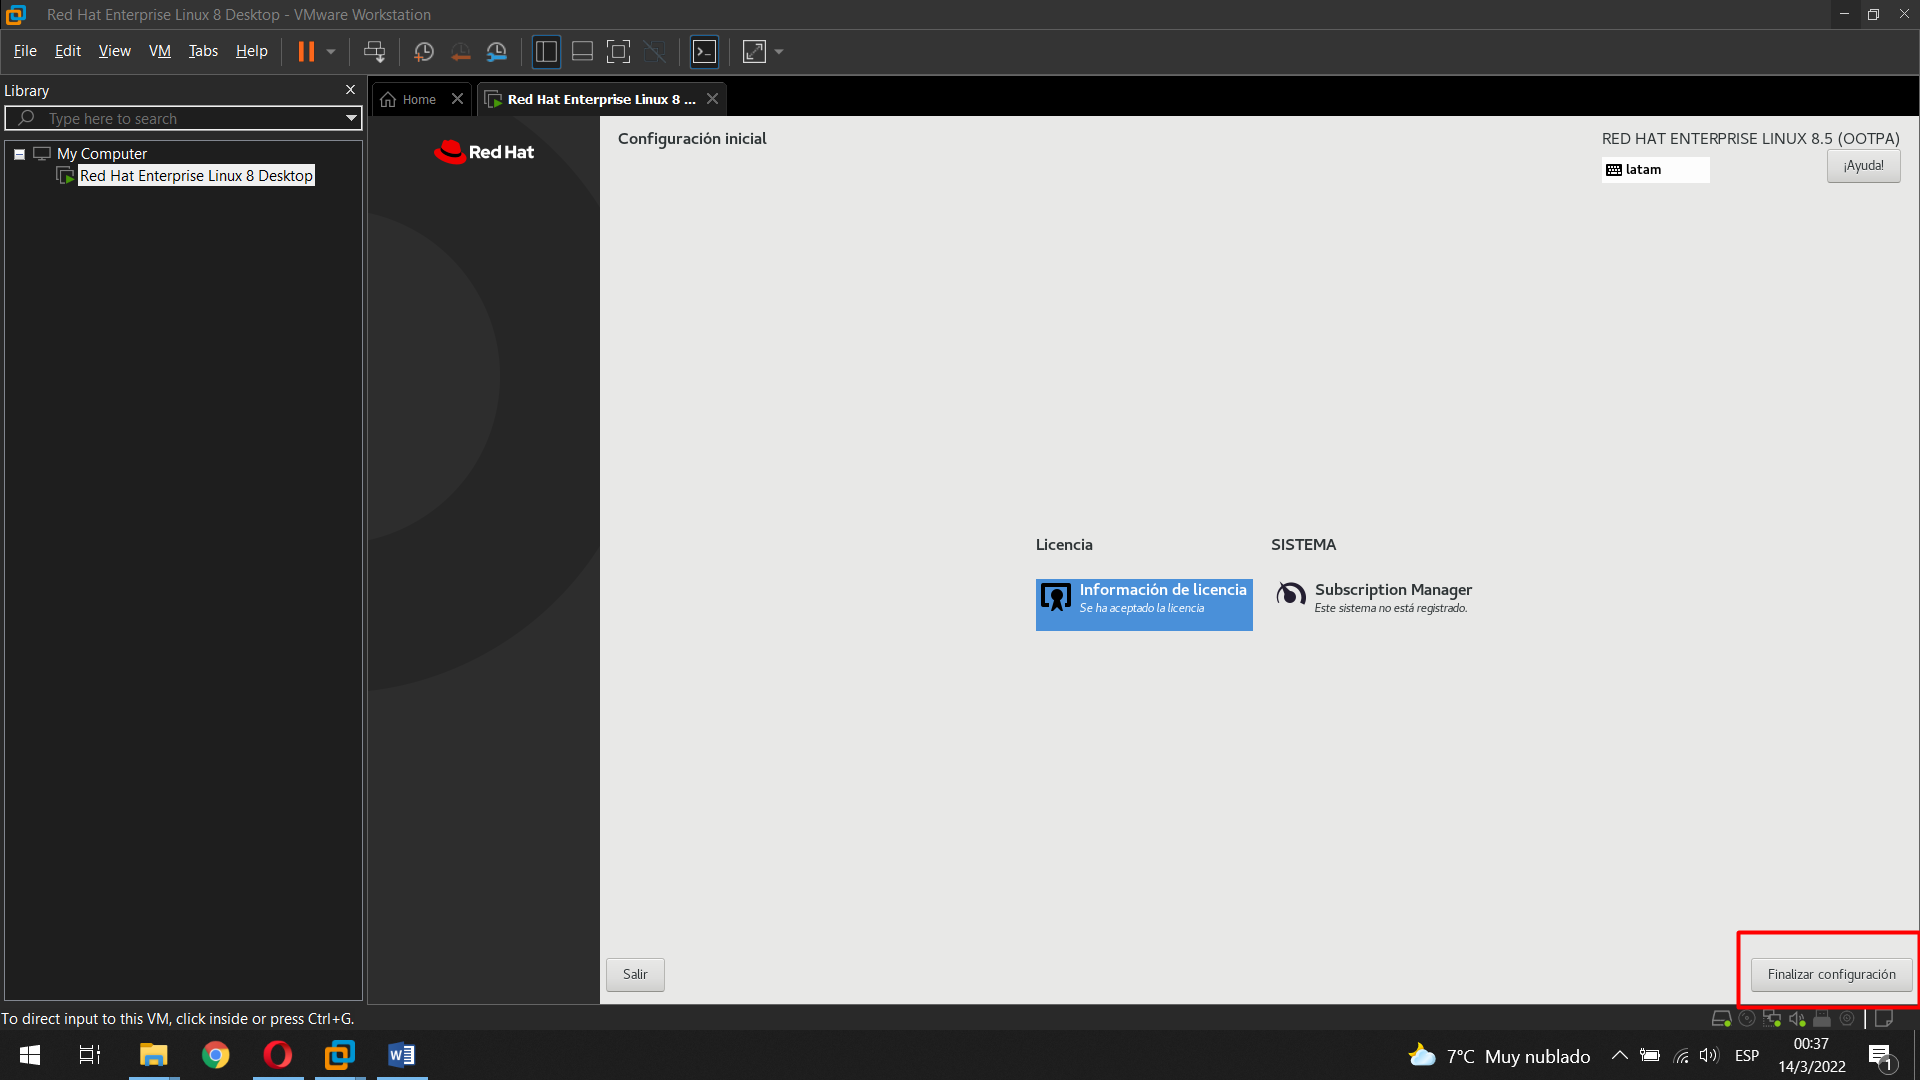 Red Hat Enterprise Linux 8 Desktop - VMware Workstation
File Edit View VM Tabs Help
Library
Type here to search
My Computer
Red Hat Enterprise Linux 8 Desktop
Home
Red Hat Enterprise Linux 8 ...
Red Hat
Configuración inicial
RED HAT ENTERPRISE LINUX 8.5 (OOTPA)
latam
¡Ayuda!
Licencia
SISTEMA
Información de licencia
Se ha aceptado la licencia
Subscription Manager
Este sistema no está registrado.
Salir
Finalizar configuración
To direct input to this VM, click inside or press Ctrl+G.
7°C Muy nublado
ESP
00:37
14/3/2022
1